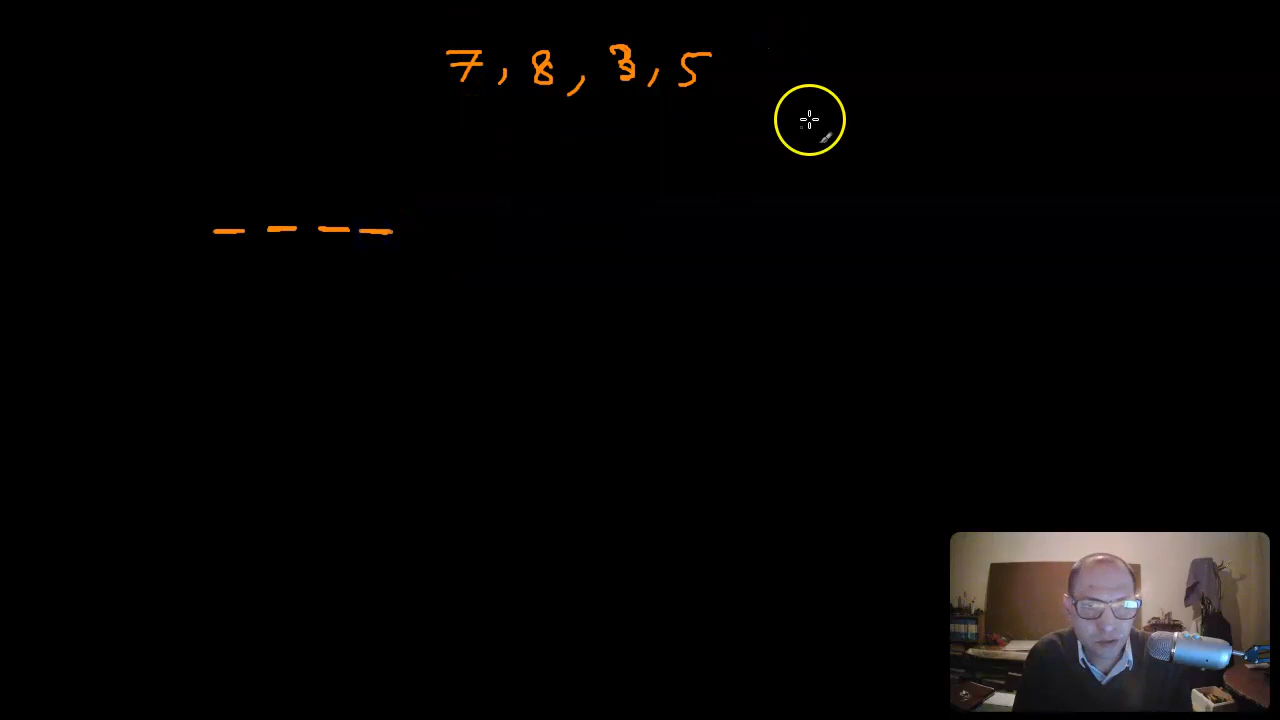 7, 8, 3, 5
_ _ _ _